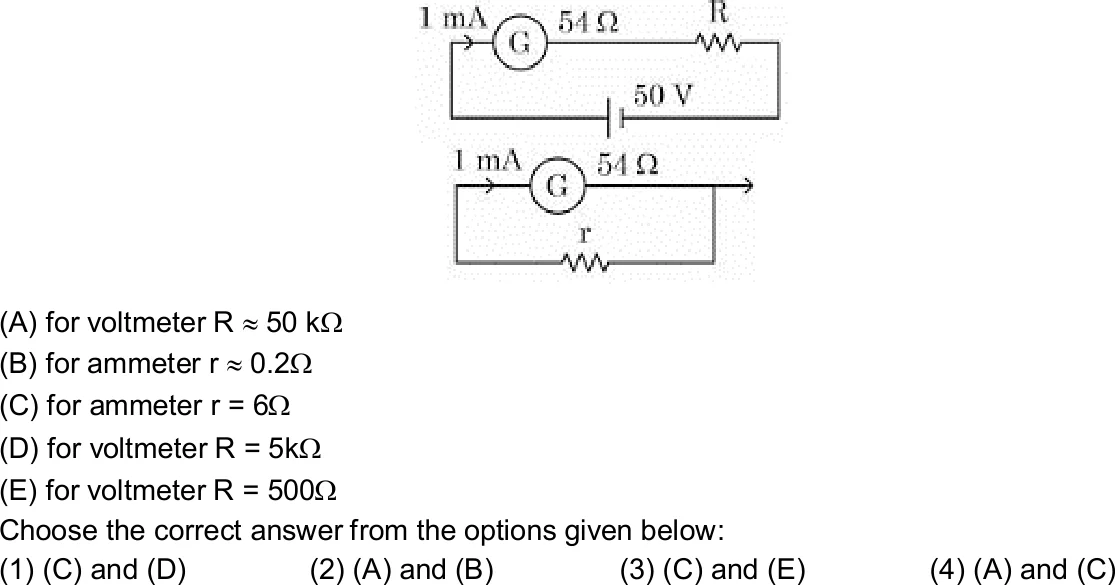 1 mA 54 Ω R
G
50 V
1 mA 54 Ω
G
r
(A) for voltmeter R ≈ 50 kΩ
(B) for ammeter r ≈ 0.2Ω
(C) for ammeter r = 6Ω
(D) for voltmeter R = 5kΩ
(E) for voltmeter R = 500Ω
Choose the correct answer from the options given below:
(1) (C) and (D) (2) (A) and (B) (3) (C) and (E) (4) (A) and (C)